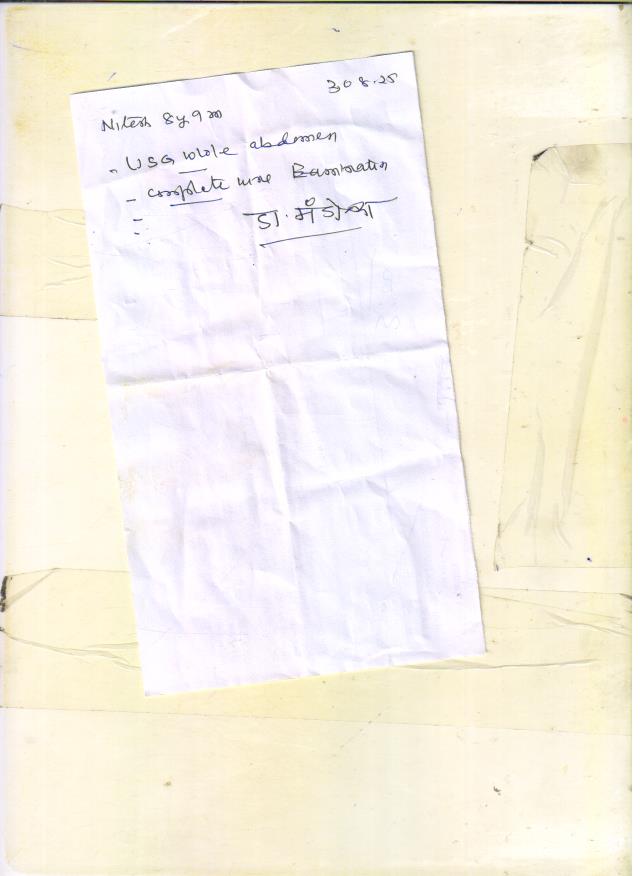 30 8.25
Nitesh 8y 9m
- USG whole abdomen
- complete urine Examination
-
डा. मंडोरा